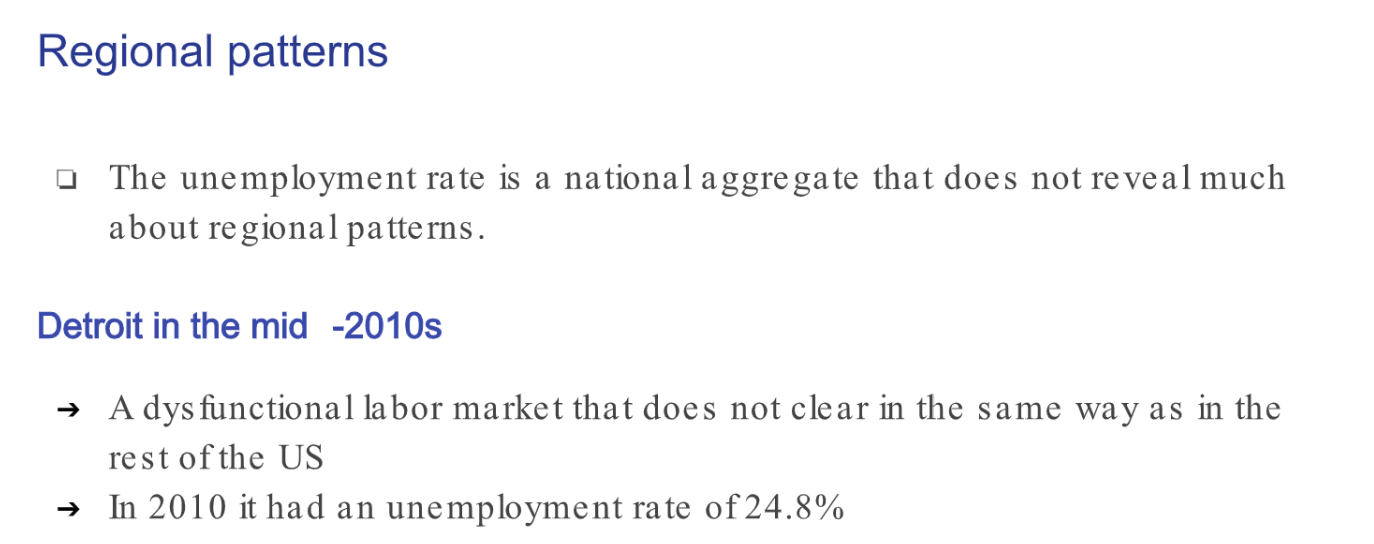 Regional patterns
❏ The unemployment rate is a national aggregate that does not reveal much
about regional patterns.
Detroit in the mid -2010s
➔ A dysfunctional labor market that does not clear in the same way as in the
rest of the US
➔ In 2010 it had an unemployment rate of 24.8%